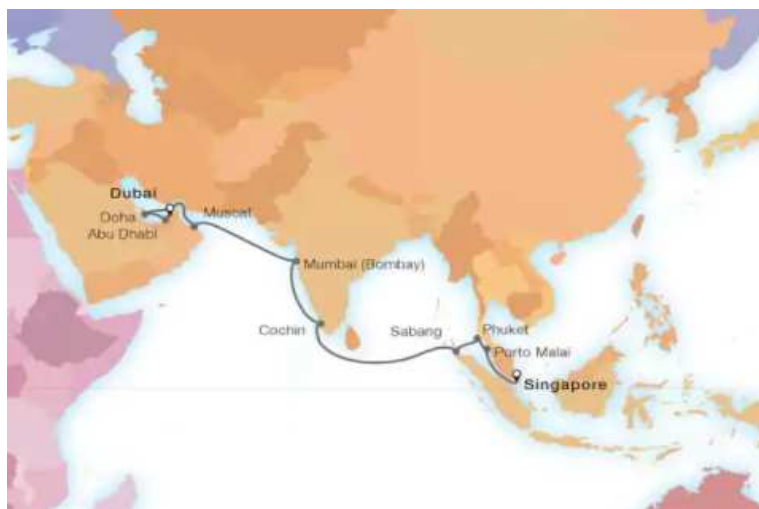 Dubai
Doha
Abu Dhabi
Muscat
Mumbai (Bombay)
Cochin
Sabang
Phuket
Porto Malai
Singapore